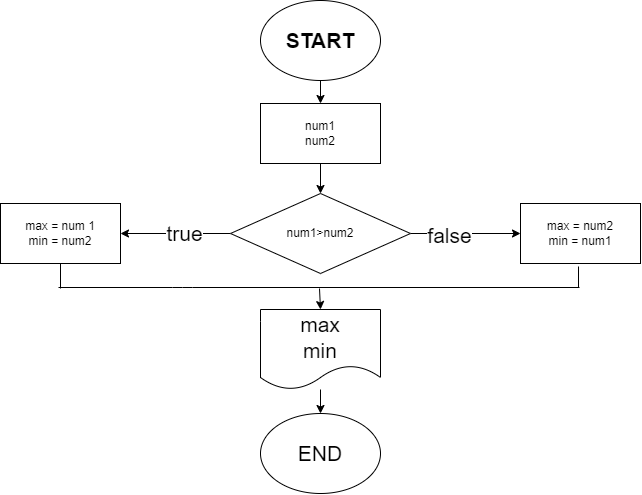 START
num1
num2
num1>num2
true
false
max = num 1
min = num2
max = num2
min = num1
max
min
END